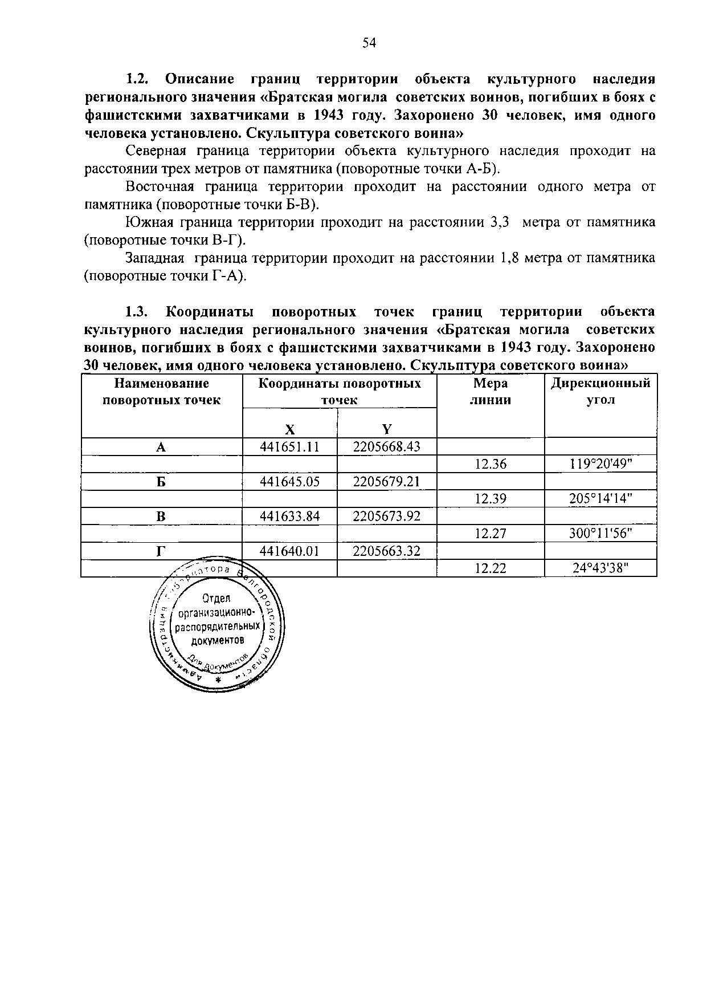 54
1.2. Описание границ территории объекта культурного наследия
регионального значения «Братская могила советских воинов, погибших в боях с
фашистскими захватчиками в 1943 году. Захоронено 30 человек, имя одного
человека установлено. Скульптура советского воина»
Северная граница территории объекта культурного наследия проходит на
расстоянии трех метров от памятника (поворотные точки А-Б).
Восточная граница территории проходит на расстоянии одного метра от
памятника (поворотные точки Б-В).
Южная граница территории проходит на расстоянии 3,3 метра от памятника
(поворотные точки В-Г).
Западная граница территории проходит на расстоянии 1,8 метра от памятника
(поворотные точки Г-А).
1.3. Координаты поворотных точек границ территории объекта
культурного наследия регионального значения «Братская могила советских
воинов, погибших в боях с фашистскими захватчиками в 1943 году. Захоронено
30 человек, имя одного человека установлено. Скульптура советского воина»
Наименование Координаты поворотных Мера Дирекционный
поворотных точек точек линии угол
X Y
А 441651.11 2205668.43
12.36 119°20'49"
Б 441645.05 2205679.21
12.39 205°14'14"
В 441633.84 2205673.92
12.27 300°11'56"
Г 441640.01 2205663.32
12.22 24°43'38"
Администрация Губернатора Белгородской области
Отдел
организационно-
распорядительных
документов
Для документов